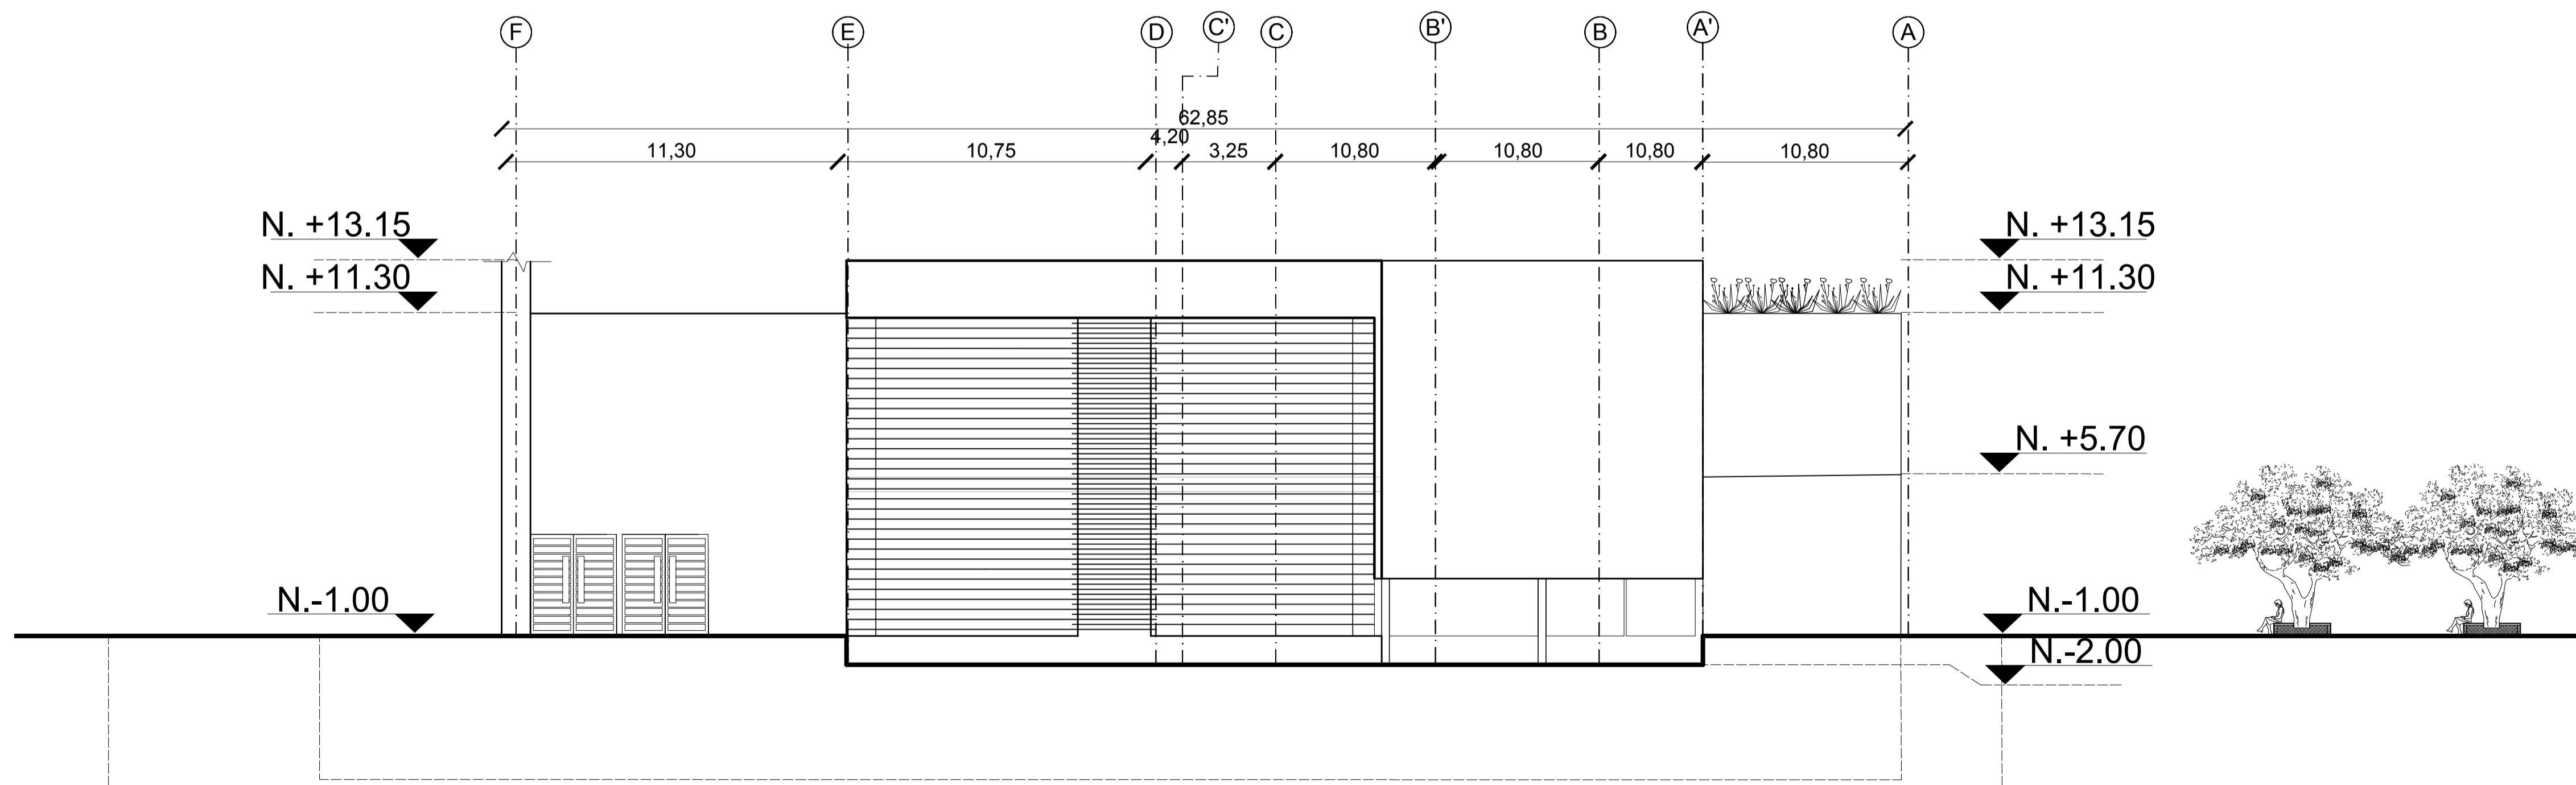 F E D C' C B' B A' A
62,85
4,20
11,30 10,75 3,25 10,80 10,80 10,80 10,80
N. +13.15 N. +13.15
N. +11.30 N. +11.30
N. +5.70
N.-1.00 N.-1.00
N.-2.00